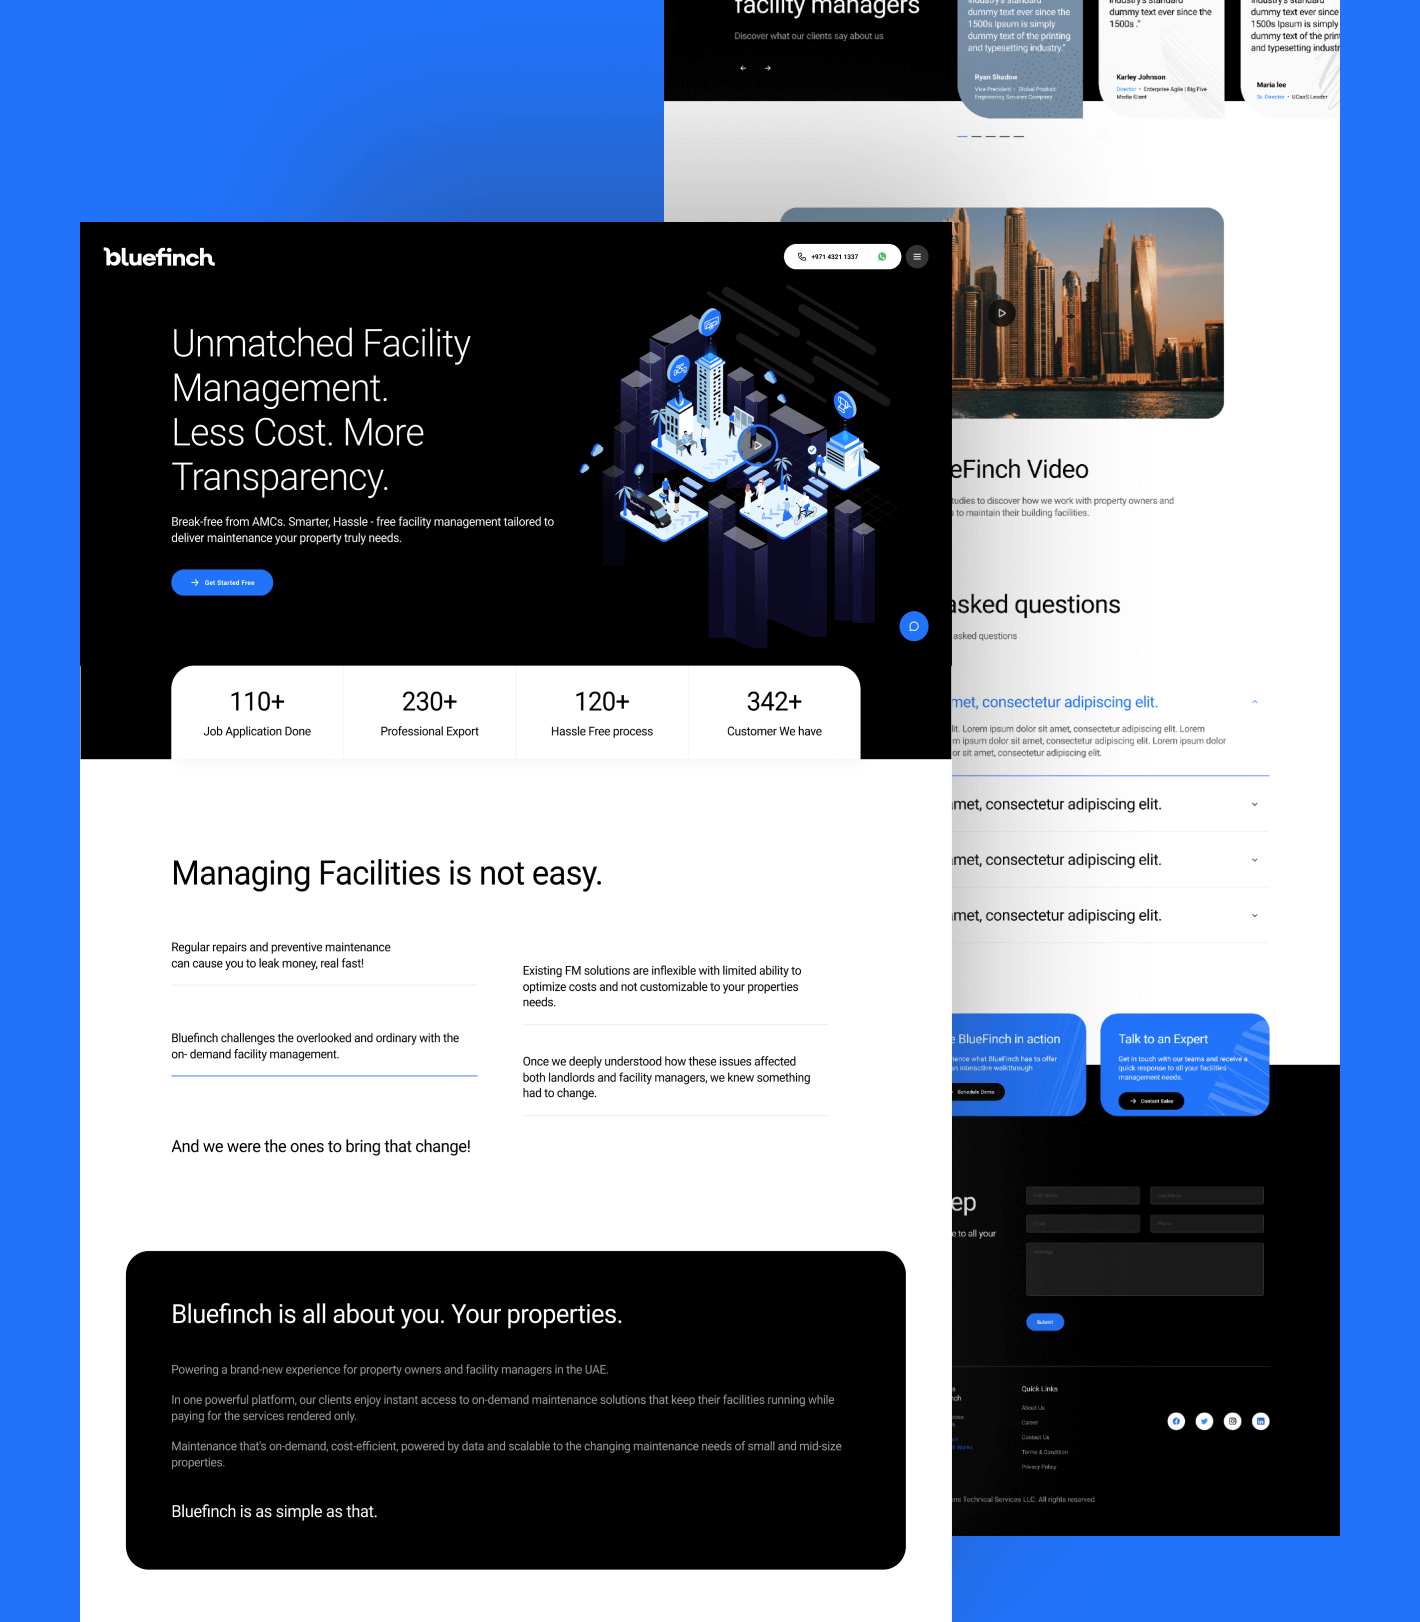 bluefinch
+971 4321 1337
Unmatched Facility
Management.
Less Cost. More
Transparency.
Break-free from AMCs. Smarter, Hassle - free facility management tailored to
deliver maintenance your property truly needs.
Get Started Free
110+
Job Application Done
230+
Professional Export
120+
Hassle Free process
342+
Customer We have
Managing Facilities is not easy.
Regular repairs and preventive maintenance
can cause you to leak money, real fast!
Bluefinch challenges the overlooked and ordinary with the
on- demand facility management.
And we were the ones to bring that change!
Existing FM solutions are inflexible with limited ability to
optimize costs and not customizable to your properties
needs.
Once we deeply understood how these issues affected
both landlords and facility managers, we knew something
had to change.
Bluefinch is all about you. Your properties.
Powering a brand-new experience for property owners and facility managers in the UAE.
In one powerful platform, our clients enjoy instant access to on-demand maintenance solutions that keep their facilities running while
paying for the services rendered only.
Maintenance that's on-demand, cost-efficient, powered by data and scalable to the changing maintenance needs of small and mid-size
properties.
Bluefinch is as simple as that.
facility managers
Discover what our clients say about us
industry's standard
dummy text ever since the
1500s Ipsum is simply
dummy text of the printing
and typesetting industry."
Ryan Shadow
Vice President • Global Product
Engineering Services Company
industry's standard
dummy text ever since the
1500s ."
Karley Johnson
Director • Enterprise Agile | Big Five
Media Giant
industry's standard
dummy text ever since
1500s Ipsum is simply
dummy text of the print
and typesetting industr
Maria lee
Sr. Director • UCaaS Leader
eFinch Video
tudies to discover how we work with property owners and
s to maintain their building facilities.
asked questions
asked questions
met, consectetur adipiscing elit.
lit. Lorem ipsum dolor sit amet, consectetur adipiscing elit. Lorem
m ipsum dolor sit amet, consectetur adipiscing elit. Lorem ipsum dolor
or sit amet, consectetur adipiscing elit.
met, consectetur adipiscing elit.
met, consectetur adipiscing elit.
met, consectetur adipiscing elit.
e BlueFinch in action
rience what BlueFinch has to offer
an interactive walkthrough
Schedule Demo
Talk to an Expert
Get in touch with our teams and receive a
quick response to all your facilities
management needs.
Contact Sales
ep
e to all your
First Name
Last Name
Email
Phone
Message
Submit
s
ch
oose
Works
Quick Links
About Us
Career
Contact Us
Terms & Condition
Privacy Policy
ons Technical Services LLC. All rights reserved.